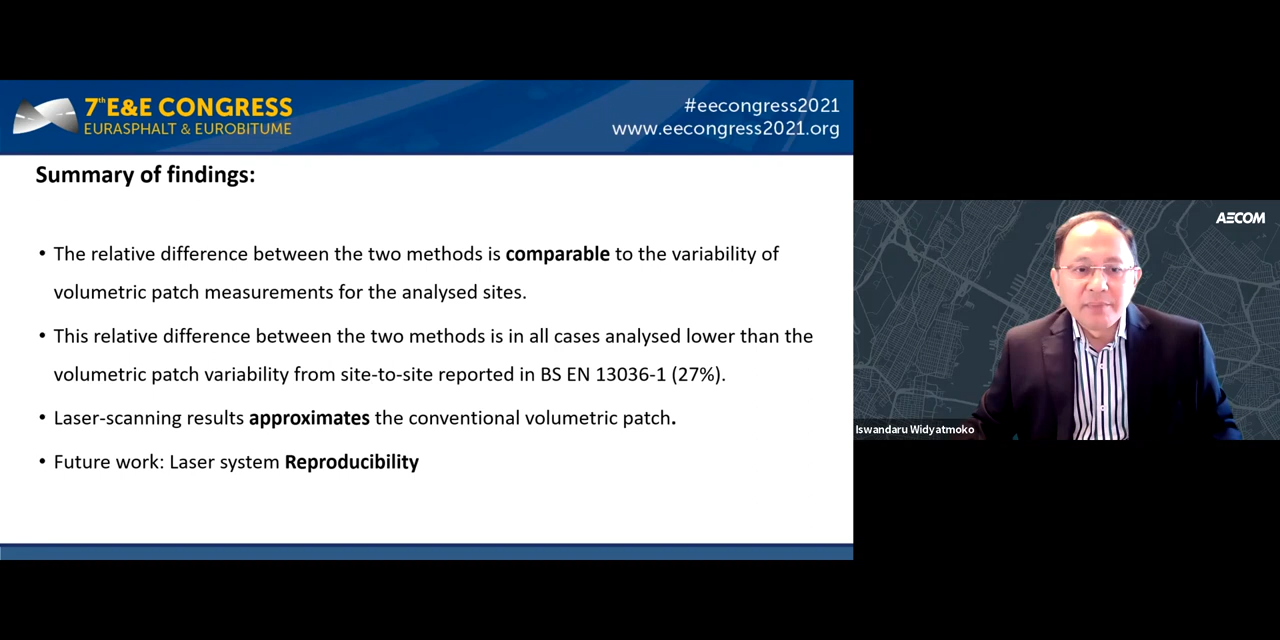 7th E&E CONGRESS
EURASPHALT & EUROBITUME
#eecongress2021
www.eecongress2021.org
Summary of findings:
• The relative difference between the two methods is comparable to the variability of
volumetric patch measurements for the analysed sites.
• This relative difference between the two methods is in all cases analysed lower than the
volumetric patch variability from site-to-site reported in BS EN 13036-1 (27%).
• Laser-scanning results approximates the conventional volumetric patch.
• Future work: Laser system Reproducibility
AECOM
Iswandaru Widyatmoko